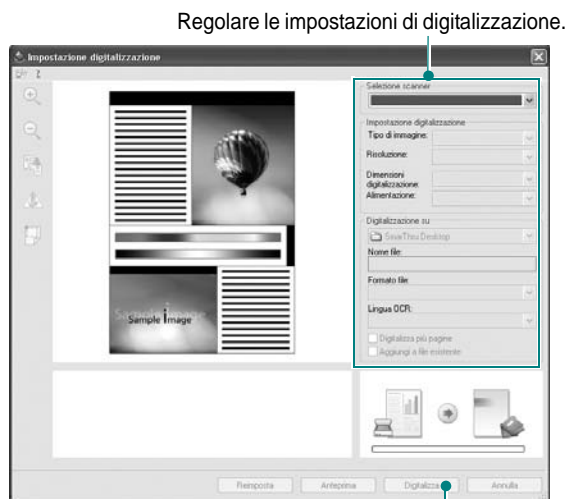 Regolare le impostazioni di digitalizzazione.
Impostazione digitalizzazione
Selezione scanner
Impostazione digitalizzazione
Tipo di immagine:
Risoluzione:
Dimensioni
digitalizzazione:
Alimentazione:
Digitalizzazione su
SmarThru Desktop
Nome file:
Formato file:
Lingua OCR:
Digitalizza più pagine
Aggiungi a file esistente
Sample Image
Reimposta
Anteprima
Digitalizza
Annulla